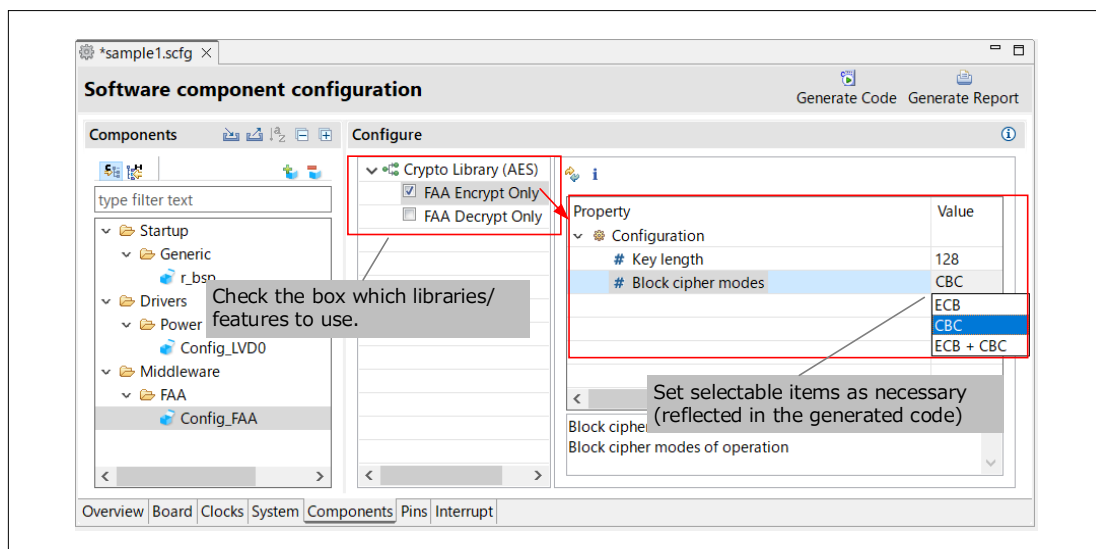 *sample1.scfg
Software component configuration
Generate Code Generate Report
Components
Configure
type filter text
Startup
Generic
r_bsp
Drivers
Power
Config_LVD0
Middleware
FAA
Config_FAA
Crypto Library (AES)
FAA Encrypt Only
FAA Decrypt Only
Check the box which libraries/
features to use.
Property Value
Configuration
# Key length 128
# Block cipher modes CBC
ECB
CBC
ECB + CBC
Set selectable items as necessary
(reflected in the generated code)
Block cipher
Block cipher modes of operation
Overview Board Clocks System Components Pins Interrupt